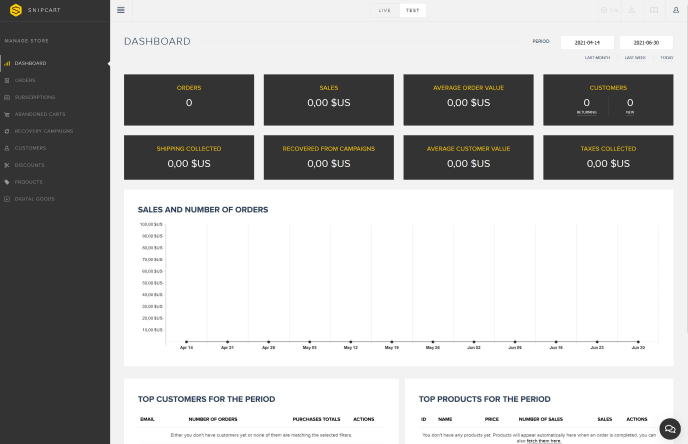 SNIPCART
LIVE TEST
MANAGE STORE
DASHBOARD
ORDERS
SUBSCRIPTIONS
ABANDONED CARTS
RECOVERY CAMPAIGNS
CUSTOMERS
DISCOUNTS
PRODUCTS
DIGITAL GOODS
DASHBOARD
PERIOD: 2021-04-14 2021-06-30
LAST MONTH LAST WEEK TODAY
ORDERS
0
SALES
0,00 $US
AVERAGE ORDER VALUE
0,00 $US
CUSTOMERS
0 0
RETURNING NEW
SHIPPING COLLECTED
0,00 $US
RECOVERED FROM CAMPAIGNS
0,00 $US
AVERAGE CUSTOMER VALUE
0,00 $US
TAXES COLLECTED
0,00 $US
SALES AND NUMBER OF ORDERS
100,00 $US
90,00 $US
80,00 $US
70,00 $US
60,00 $US
50,00 $US
40,00 $US
30,00 $US
20,00 $US
10,00 $US
Apr 14 Apr 21 Apr 28 May 05 May 12 May 19 May 26 Jun 02 Jun 09 Jun 16 Jun 23 Jun 30
TOP CUSTOMERS FOR THE PERIOD
EMAIL NUMBER OF ORDERS PURCHASES TOTALS ACTIONS
Either you don't have customers yet or none of them are matching the selected filters.
TOP PRODUCTS FOR THE PERIOD
ID NAME PRICE NUMBER OF SALES SALES ACTIONS
You don't have any products yet. Products will appear automatically here when an order is completed, you can
also fetch them here.